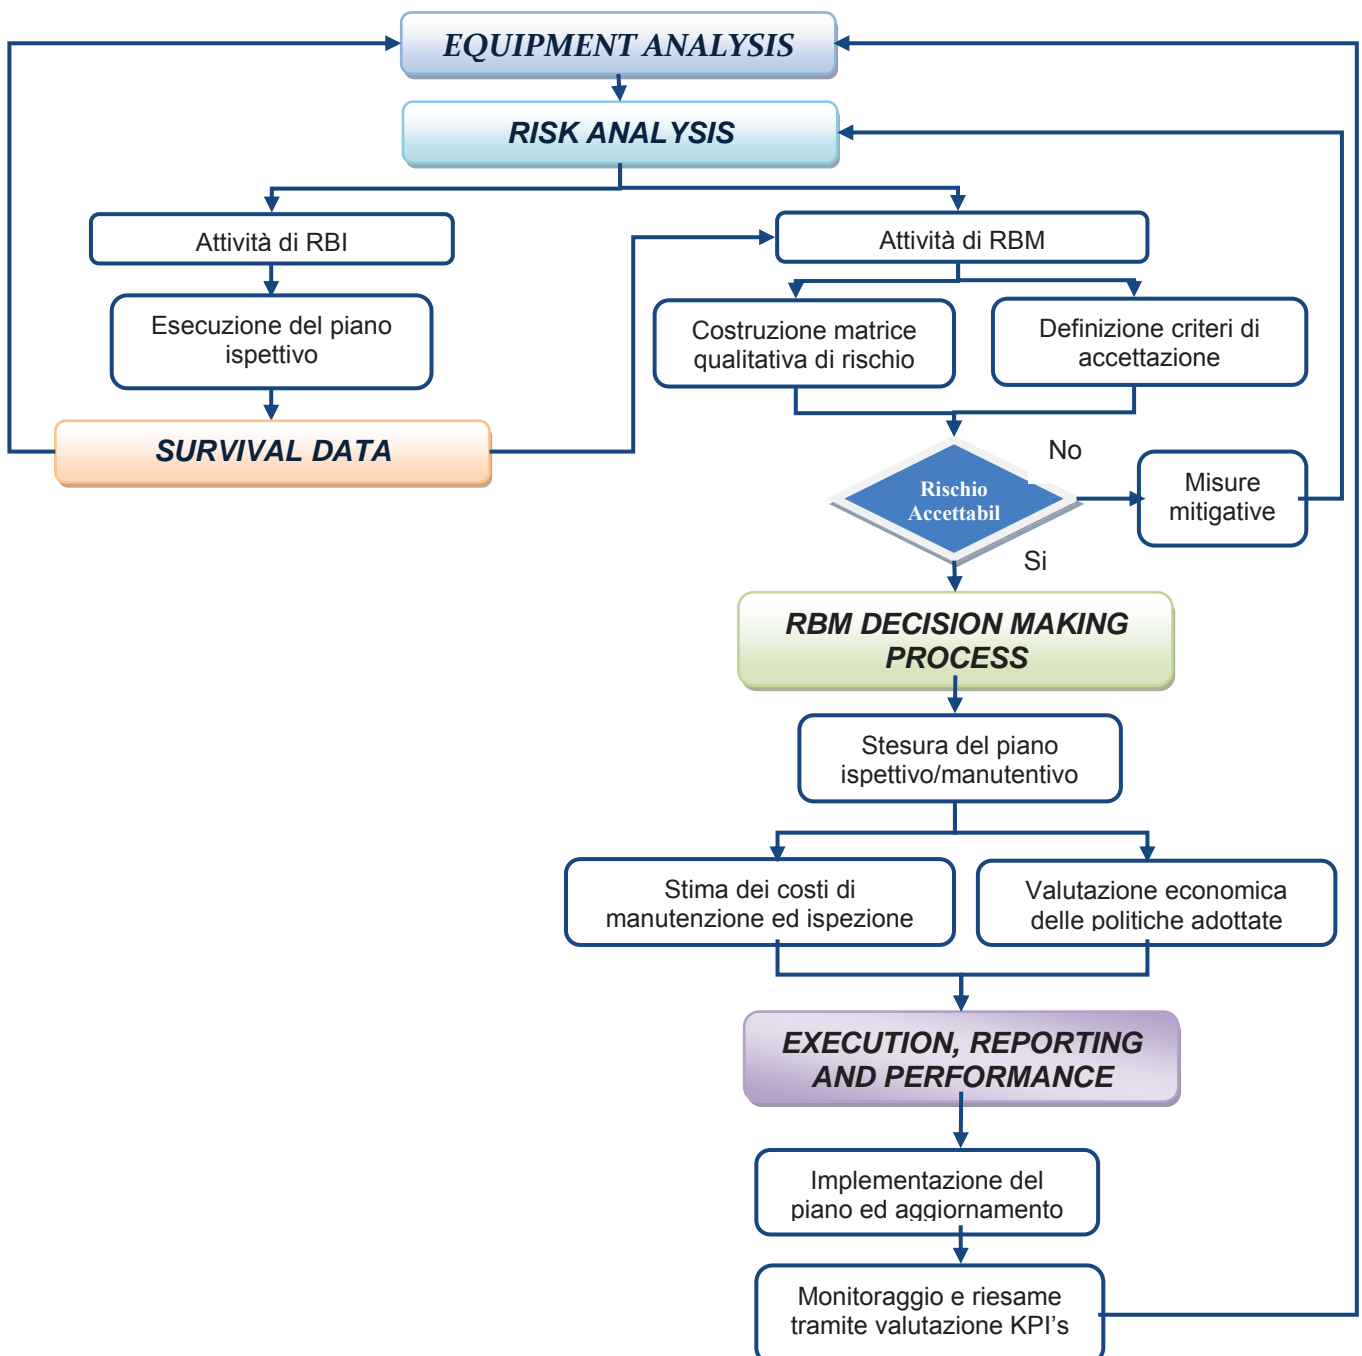 EQUIPMENT ANALYSIS
RISK ANALYSIS
Attività di RBI
Attività di RBM
Esecuzione del piano
ispettivo
Costruzione matrice
qualitativa di rischio
Definizione criteri di
accettazione
SURVIVAL DATA
No
Rischio
Accettabil
Misure
mitigative
Si
RBM DECISION MAKING
PROCESS
Stesura del piano
ispettivo/manutentivo
Stima dei costi di
manutenzione ed ispezione
Valutazione economica
delle politiche adottate
EXECUTION, REPORTING
AND PERFORMANCE
Implementazione del
piano ed aggiornamento
Monitoraggio e riesame
tramite valutazione KPI's